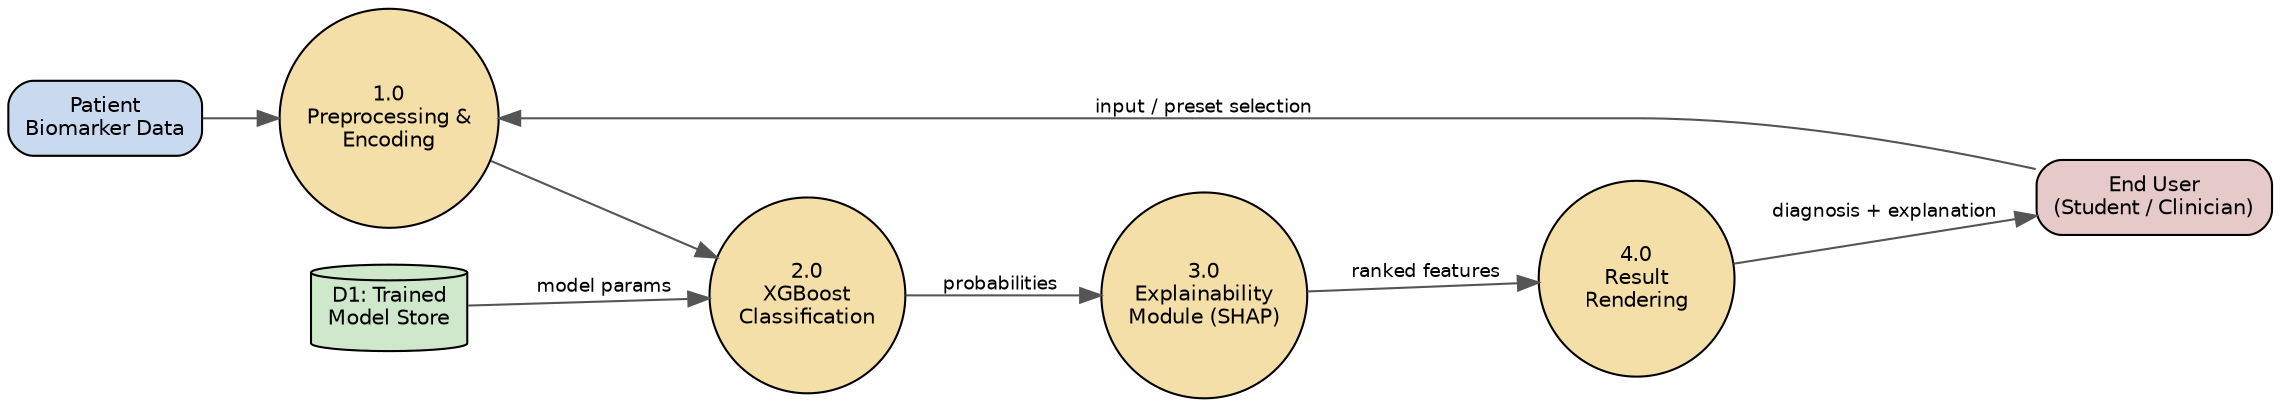 Patient
Biomarker Data
1.0
Preprocessing &
Encoding
input / preset selection
End User
(Student / Clinician)
D1: Trained
Model Store
model params
2.0
XGBoost
Classification
probabilities
3.0
Explainability
Module (SHAP)
ranked features
4.0
Result
Rendering
diagnosis + explanation